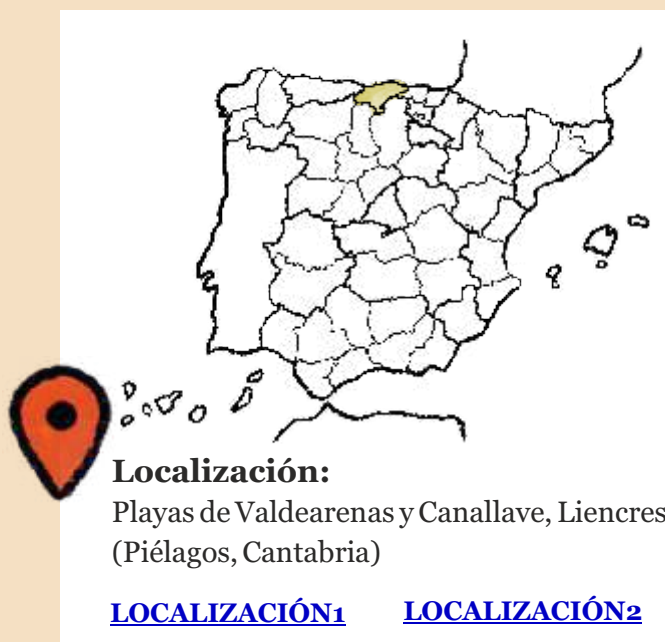 Localización:
Playas de Valdearenas y Canallave, Liencres
(Piélagos, Cantabria)
LOCALIZACIÓN1 LOCALIZACIÓN2